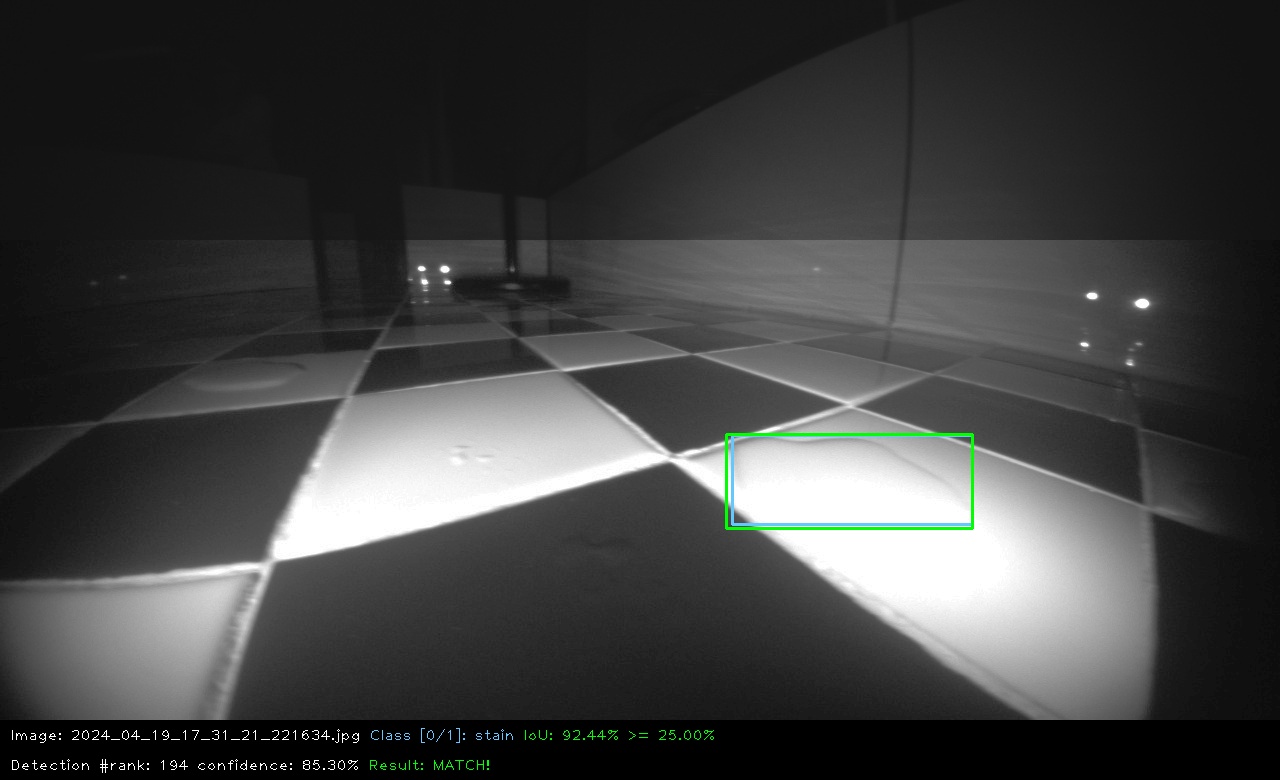 Image: 2024_04_19_17_31_21_221634.jpg Class [0/1]: stain IoU: 92.44% >= 25.00%
Detection #rank: 194 confidence: 85.30% Result: MATCH!